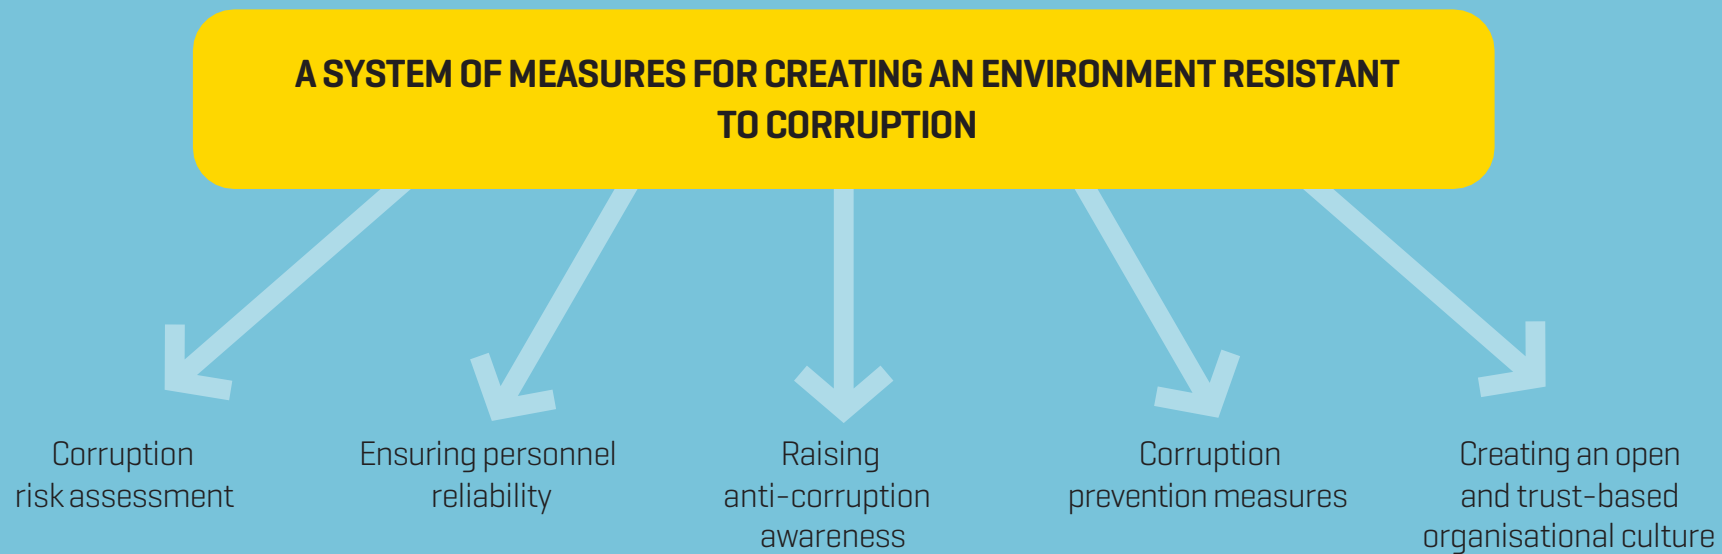 A SYSTEM OF MEASURES FOR CREATING AN ENVIRONMENT RESISTANT
TO CORRUPTION
Corruption
risk assessment
Ensuring personnel
reliability
Raising
anti-corruption
awareness
Corruption
prevention measures
Creating an open
and trust-based
organisational culture